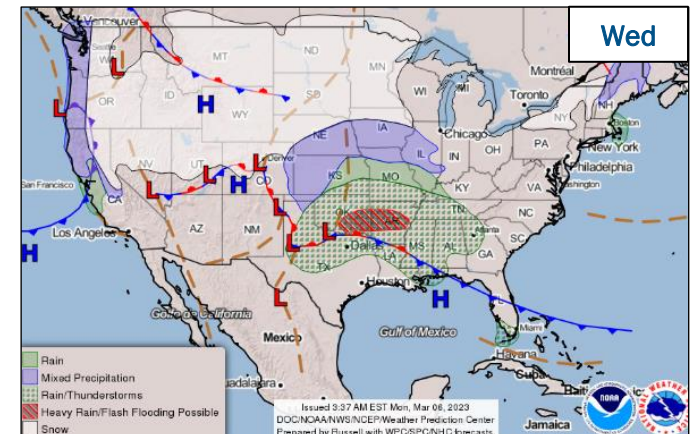 Wed
Vancouver
Seattle
MT
ND
MN
Montréal
OR
ID
WY
SD
WI
MI
Toronto
NH
Boston
NY
New York
L
L
H
NE
IA
Chicago
IL
IN
OH
PA
Philadelphia
NV
UT
L
L
L
Denver
CO
H
KS
MO
KY
VA
Washington
San Francisco
CA
L
OK
TN
NC
Los Angeles
AZ
NM
L
L
Dallas
MS
AL
Atlanta
SC
GA
H
TX
LA
Houston
H
L
Golfo de California
Mexico
Gulf of Mexico
Miami
Havana
Cuba
Haiti
Jamaica
Rain
Mixed Precipitation
Rain/Thunderstorms
Heavy Rain/Flash Flooding Possible
Snow
Issued 3:37 AM EST Mon, Mar 06, 2023
DOC/NOAA/NWS/NCEP/Weather Prediction Center
Prepared by Russell with WPC/SPC/NHC forecasts
NOAA